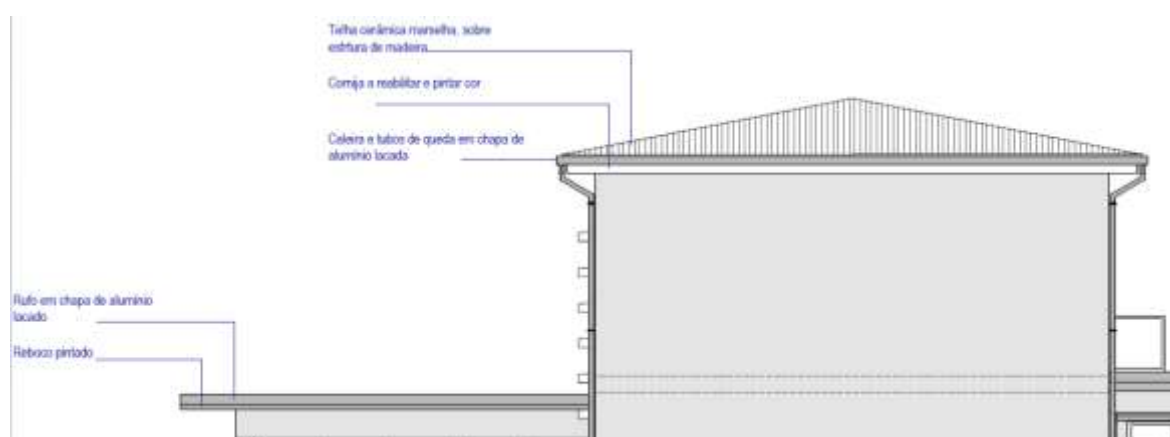 Telha cerâmica marselha, sobre
estrtura de madeira
Cornija a reabilitar e pintar cor
Caleira e tubos de queda em chapa de
alumínio lacada
Rufo em chapa de alumínio
lacado
Reboco pintado